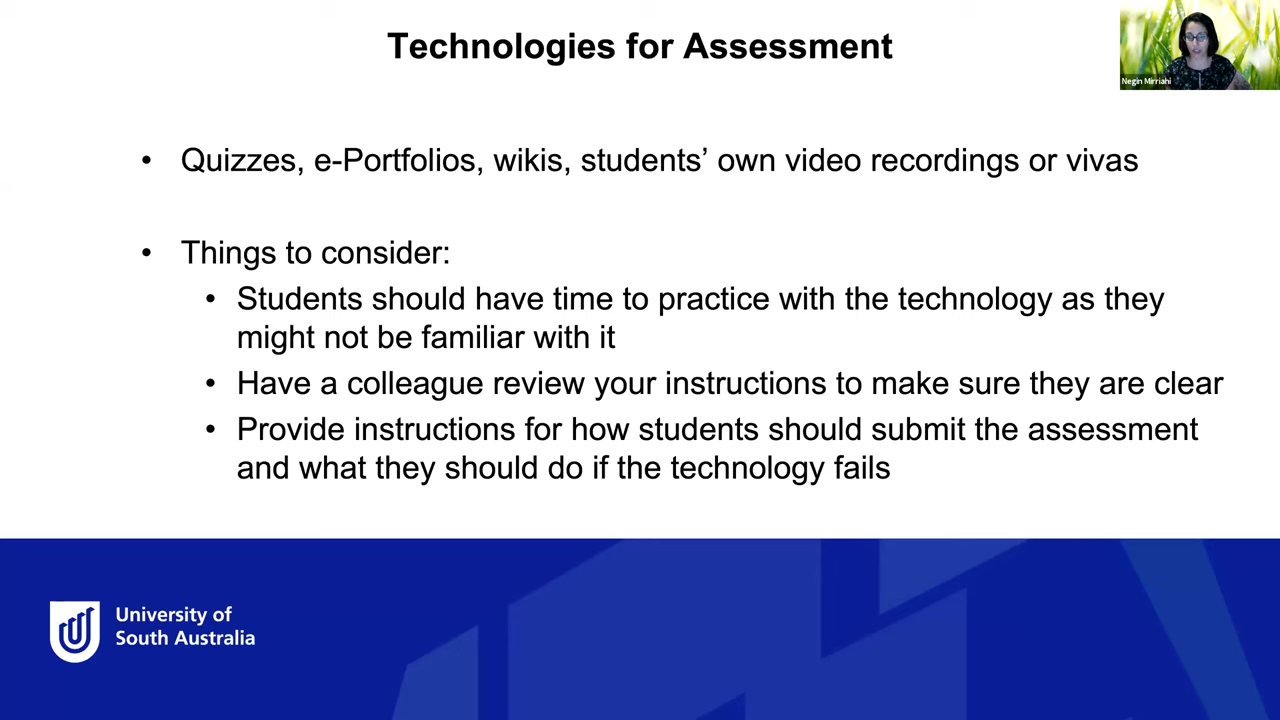 Technologies for Assessment
Negin Mirriahi
• Quizzes, e-Portfolios, wikis, students’ own video recordings or vivas
• Things to consider:
• Students should have time to practice with the technology as they
might not be familiar with it
• Have a colleague review your instructions to make sure they are clear
• Provide instructions for how students should submit the assessment
and what they should do if the technology fails
University of
South Australia